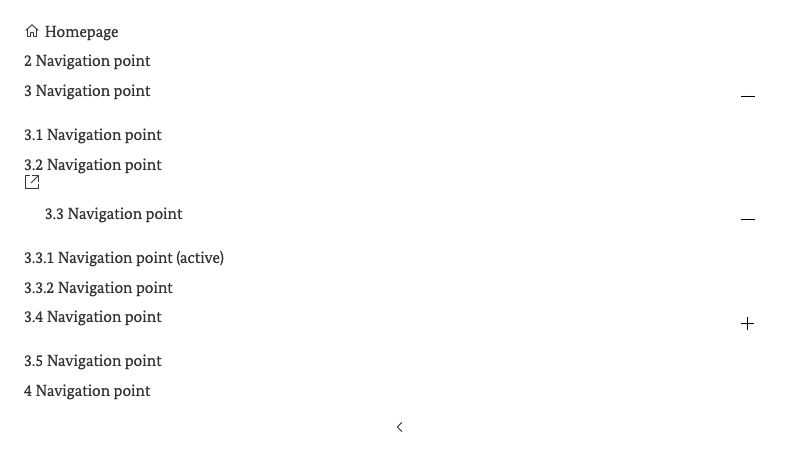 Homepage
2 Navigation point
3 Navigation point
3.1 Navigation point
3.2 Navigation point
3.3 Navigation point
3.3.1 Navigation point (active)
3.3.2 Navigation point
3.4 Navigation point
3.5 Navigation point
4 Navigation point